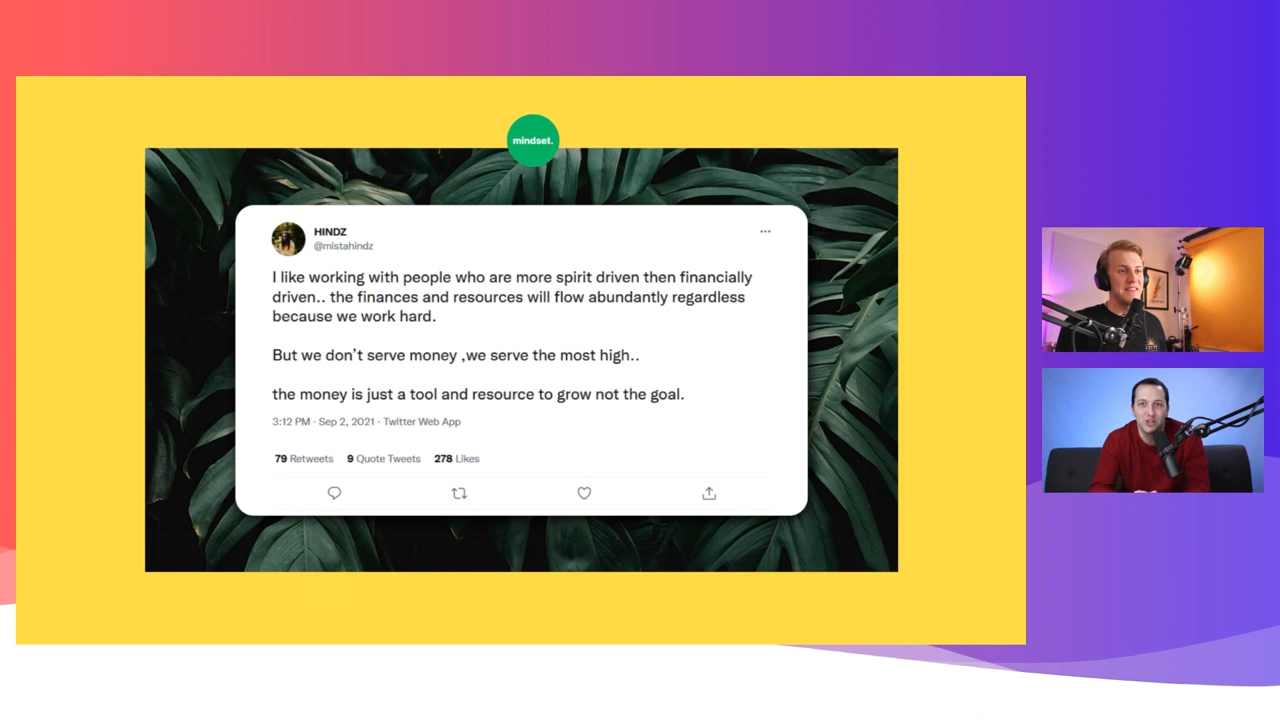 mindset.
HINDZ
@mistahindz
I like working with people who are more spirit driven then financially
driven.. the finances and resources will flow abundantly regardless
because we work hard.
But we don’t serve money ,we serve the most high..
the money is just a tool and resource to grow not the goal.
3:12 PM · Sep 2, 2021 · Twitter Web App
79 Retweets 9 Quote Tweets 278 Likes